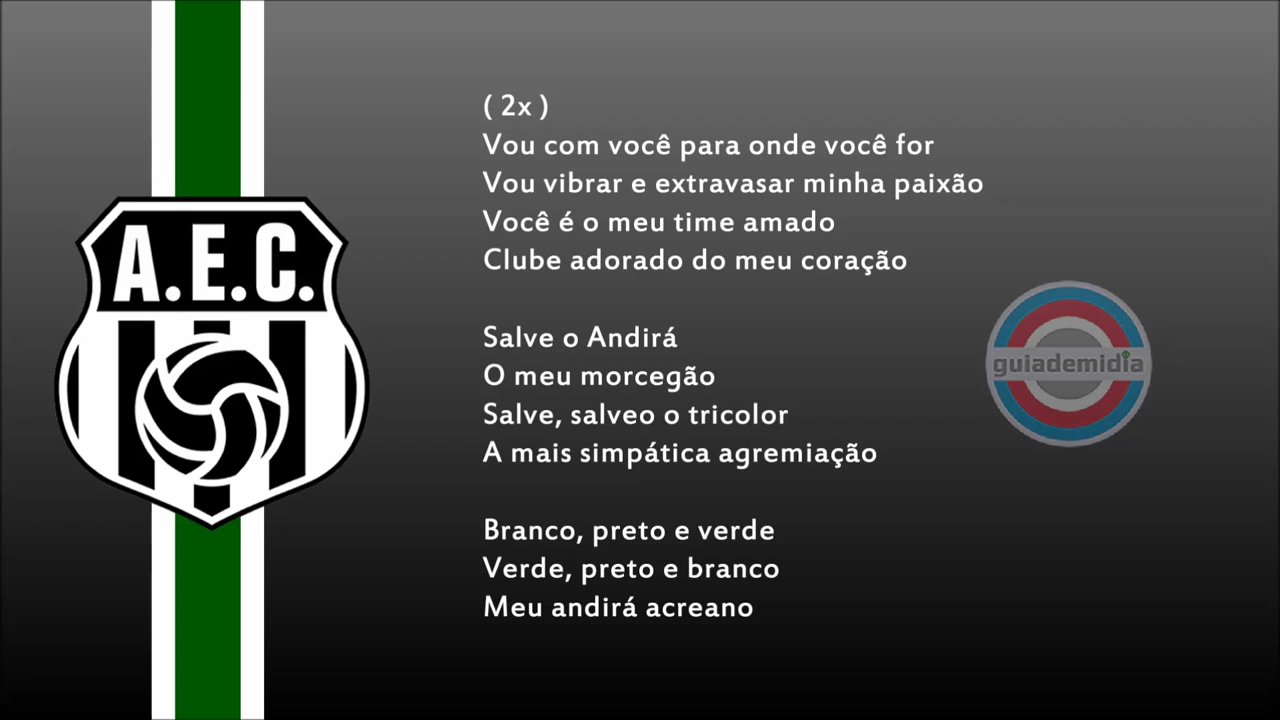 A.E.C.
( 2x )
Vou com você para onde você for
Vou vibrar e extravasar minha paixão
Você é o meu time amado
Clube adorado do meu coração
Salve o Andirá
O meu morcegão
Salve, salveo o tricolor
A mais simpática agremiação
Branco, preto e verde
Verde, preto e branco
Meu andirá acreano
guiademidia